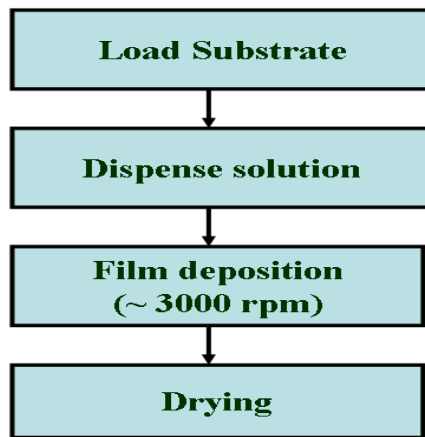 Load Substrate
Dispense solution
Film deposition
(~ 3000 rpm)
Drying